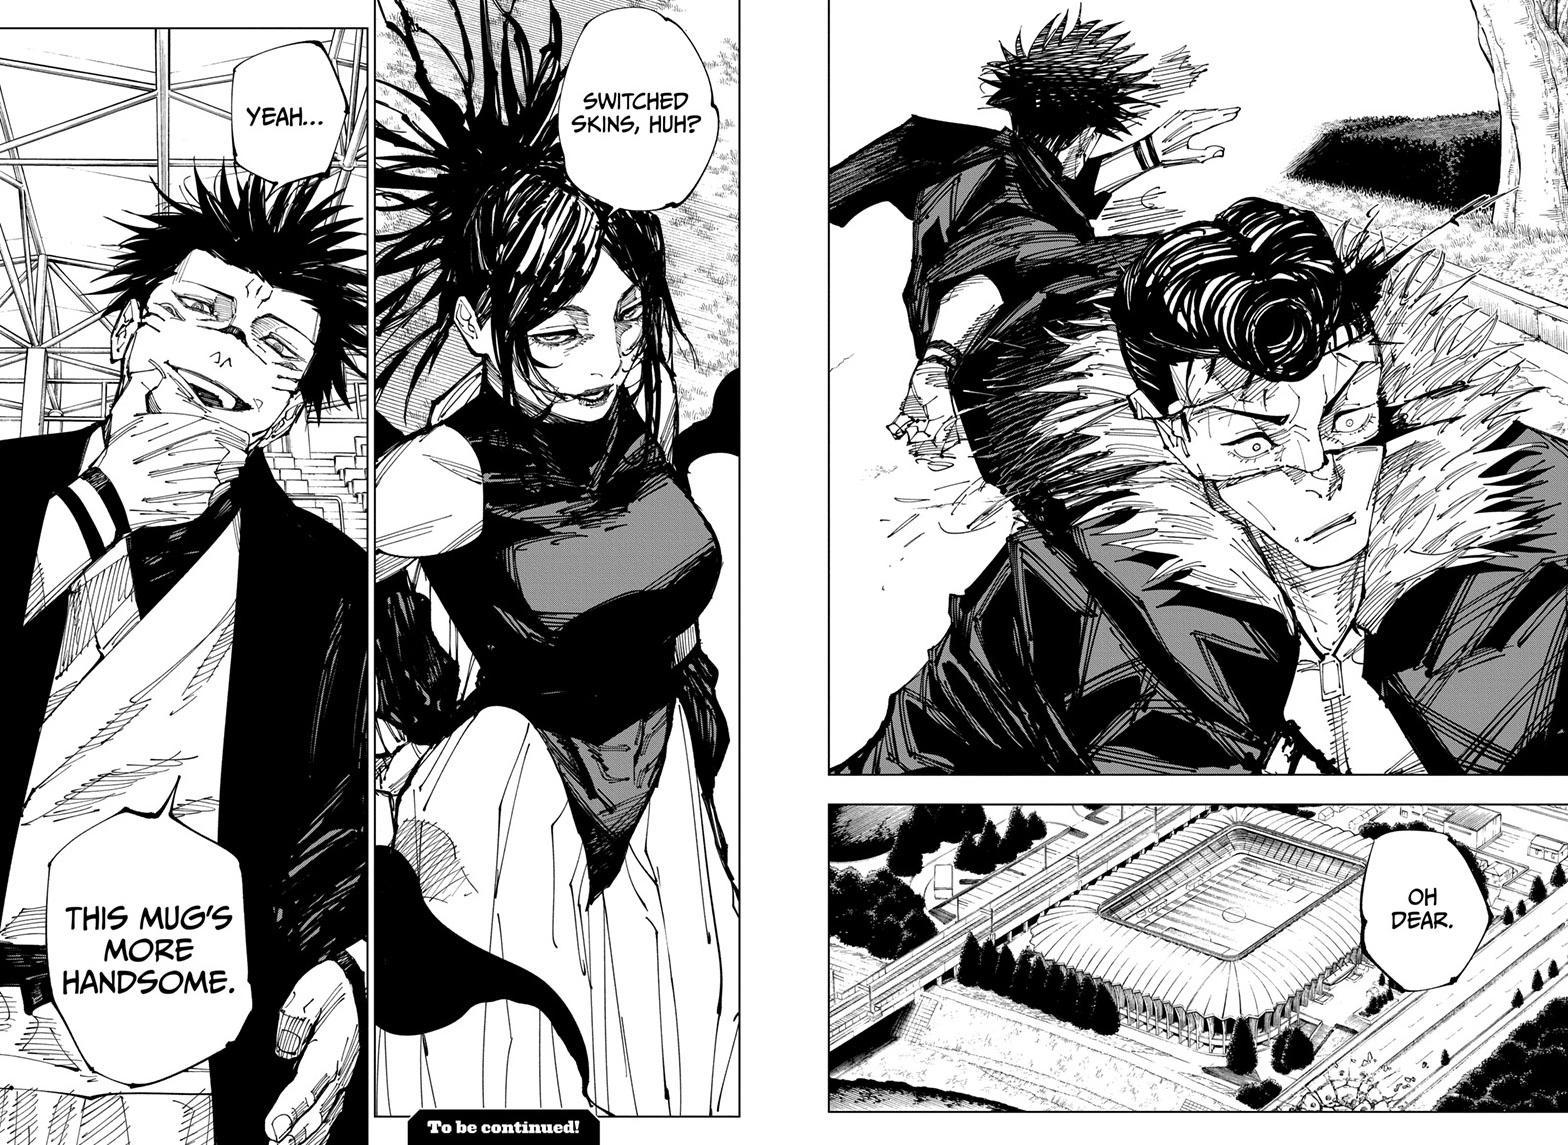 OH
DEAR.
SWITCHED
SKINS, HUH?
YEAH...
THIS MUG'S
MORE
HANDSOME.
To be continued!